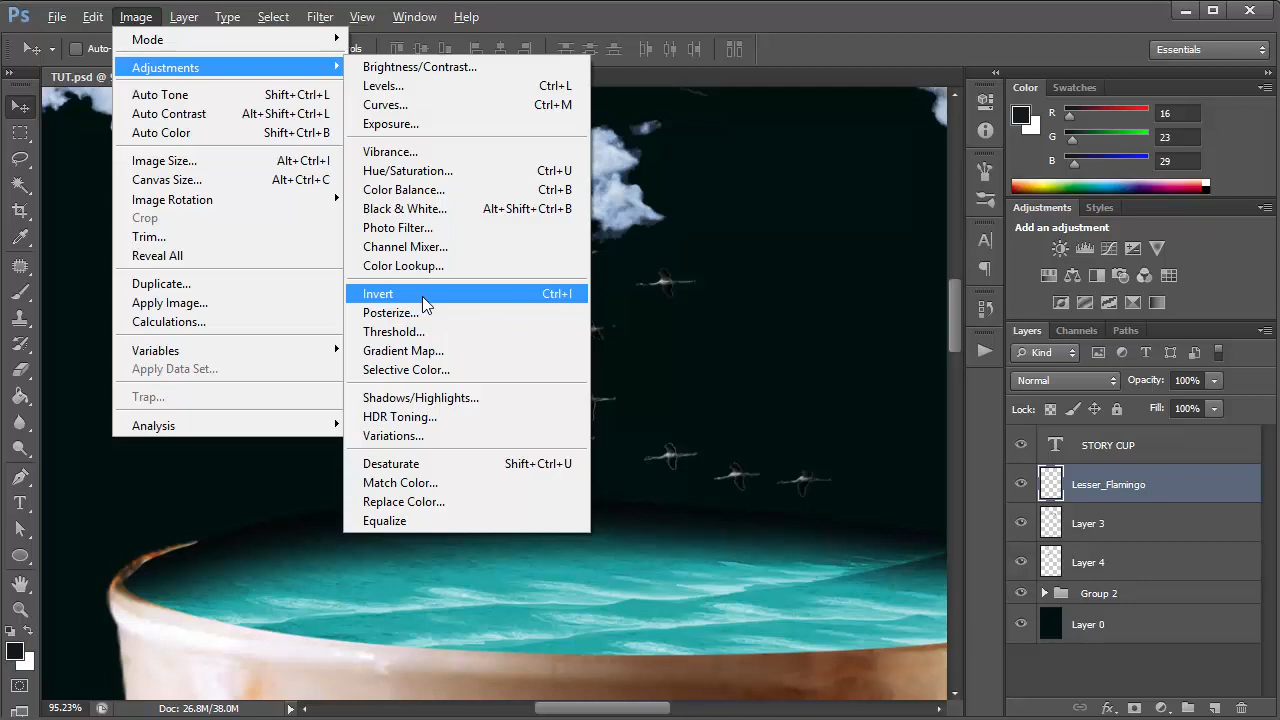 Ps File Edit Image Layer Type Select Filter View Window Help
Auto-
Essentials
TUT.psd @ 9
Mode
Adjustments
Auto Tone Shift+Ctrl+L
Auto Contrast Alt+Shift+Ctrl+L
Auto Color Shift+Ctrl+B
Image Size... Alt+Ctrl+I
Canvas Size... Alt+Ctrl+C
Image Rotation
Crop
Trim...
Reveal All
Duplicate...
Apply Image...
Calculations...
Variables
Apply Data Set...
Trap...
Analysis
Brightness/Contrast...
Levels... Ctrl+L
Curves... Ctrl+M
Exposure...
Vibrance...
Hue/Saturation... Ctrl+U
Color Balance... Ctrl+B
Black & White... Alt+Shift+Ctrl+B
Photo Filter...
Channel Mixer...
Color Lookup...
Invert Ctrl+I
Posterize...
Threshold...
Gradient Map...
Selective Color...
Shadows/Highlights...
HDR Toning...
Variations...
Desaturate Shift+Ctrl+U
Match Color...
Replace Color...
Equalize
Color Swatches
R 16
G 23
B 29
Adjustments Styles
Add an adjustment
Layers Channels Paths
Kind
Normal Opacity: 100%
Lock: Fill: 100%
STORY CUP
Lesser_Flamingo
Layer 3
Layer 4
Group 2
Layer 0
95.23% Doc: 26.8M/38.0M